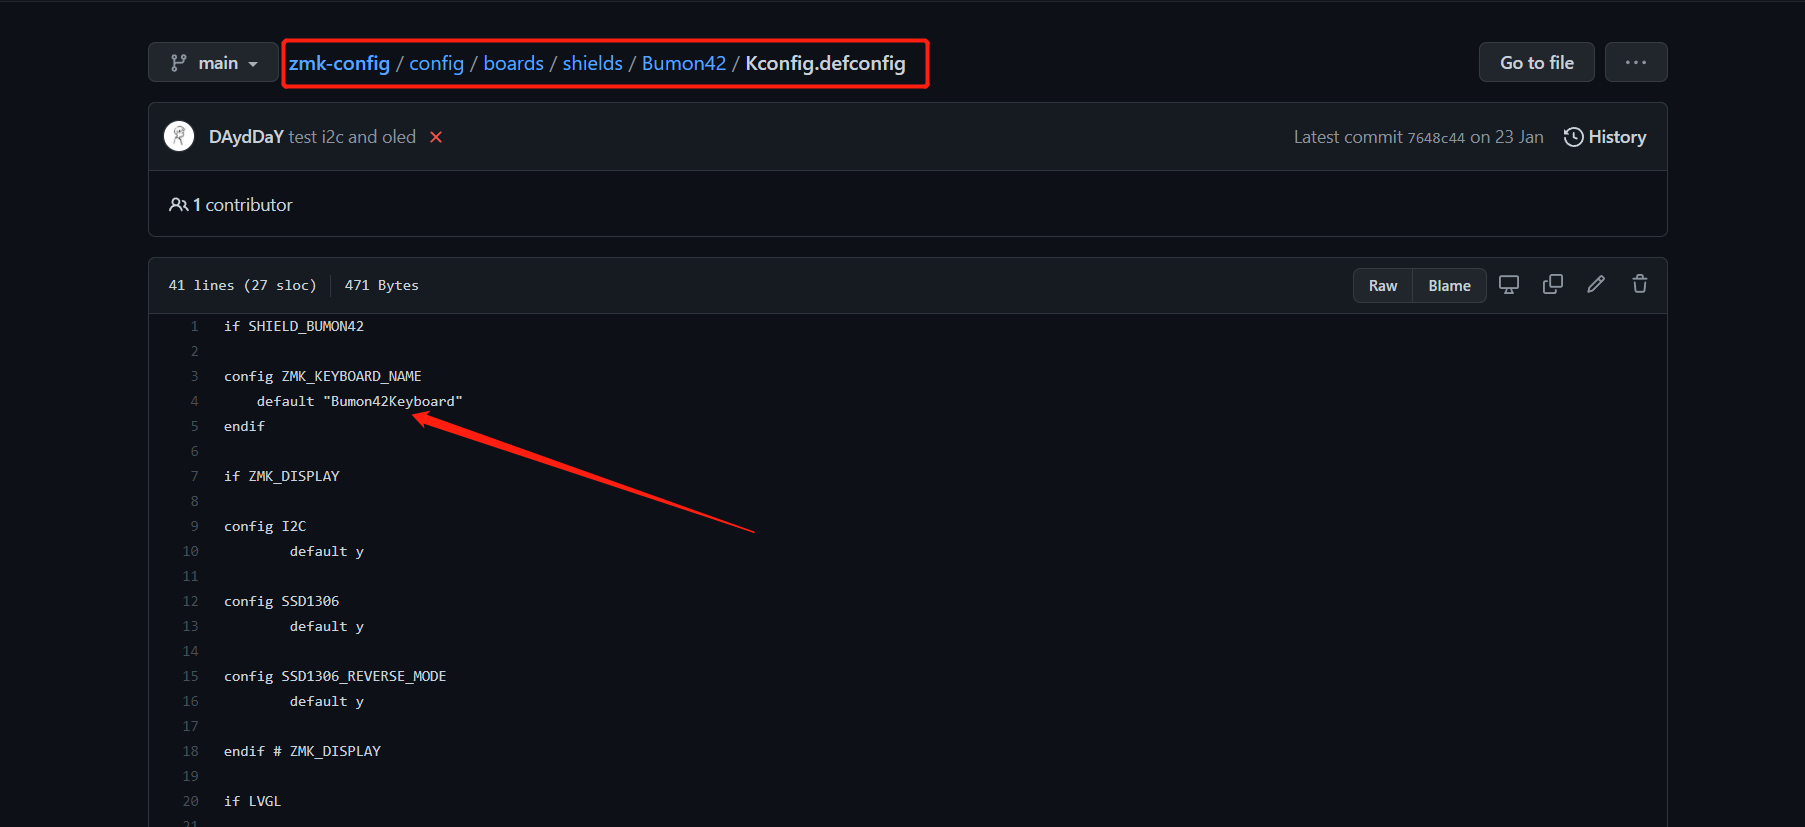 main
zmk-config / config / boards / shields / Bumon42 / Kconfig.defconfig
Go to file
DAydDaY test i2c and oled
Latest commit 7648c44 on 23 Jan
History
1 contributor
41 lines (27 sloc)
471 Bytes
Raw
Blame
1 if SHIELD_BUMON42
2
3 config ZMK_KEYBOARD_NAME
4 default "Bumon42Keyboard"
5 endif
6
7 if ZMK_DISPLAY
8
9 config I2C
10 default y
11
12 config SSD1306
13 default y
14
15 config SSD1306_REVERSE_MODE
16 default y
17
18 endif # ZMK_DISPLAY
19
20 if LVGL
21